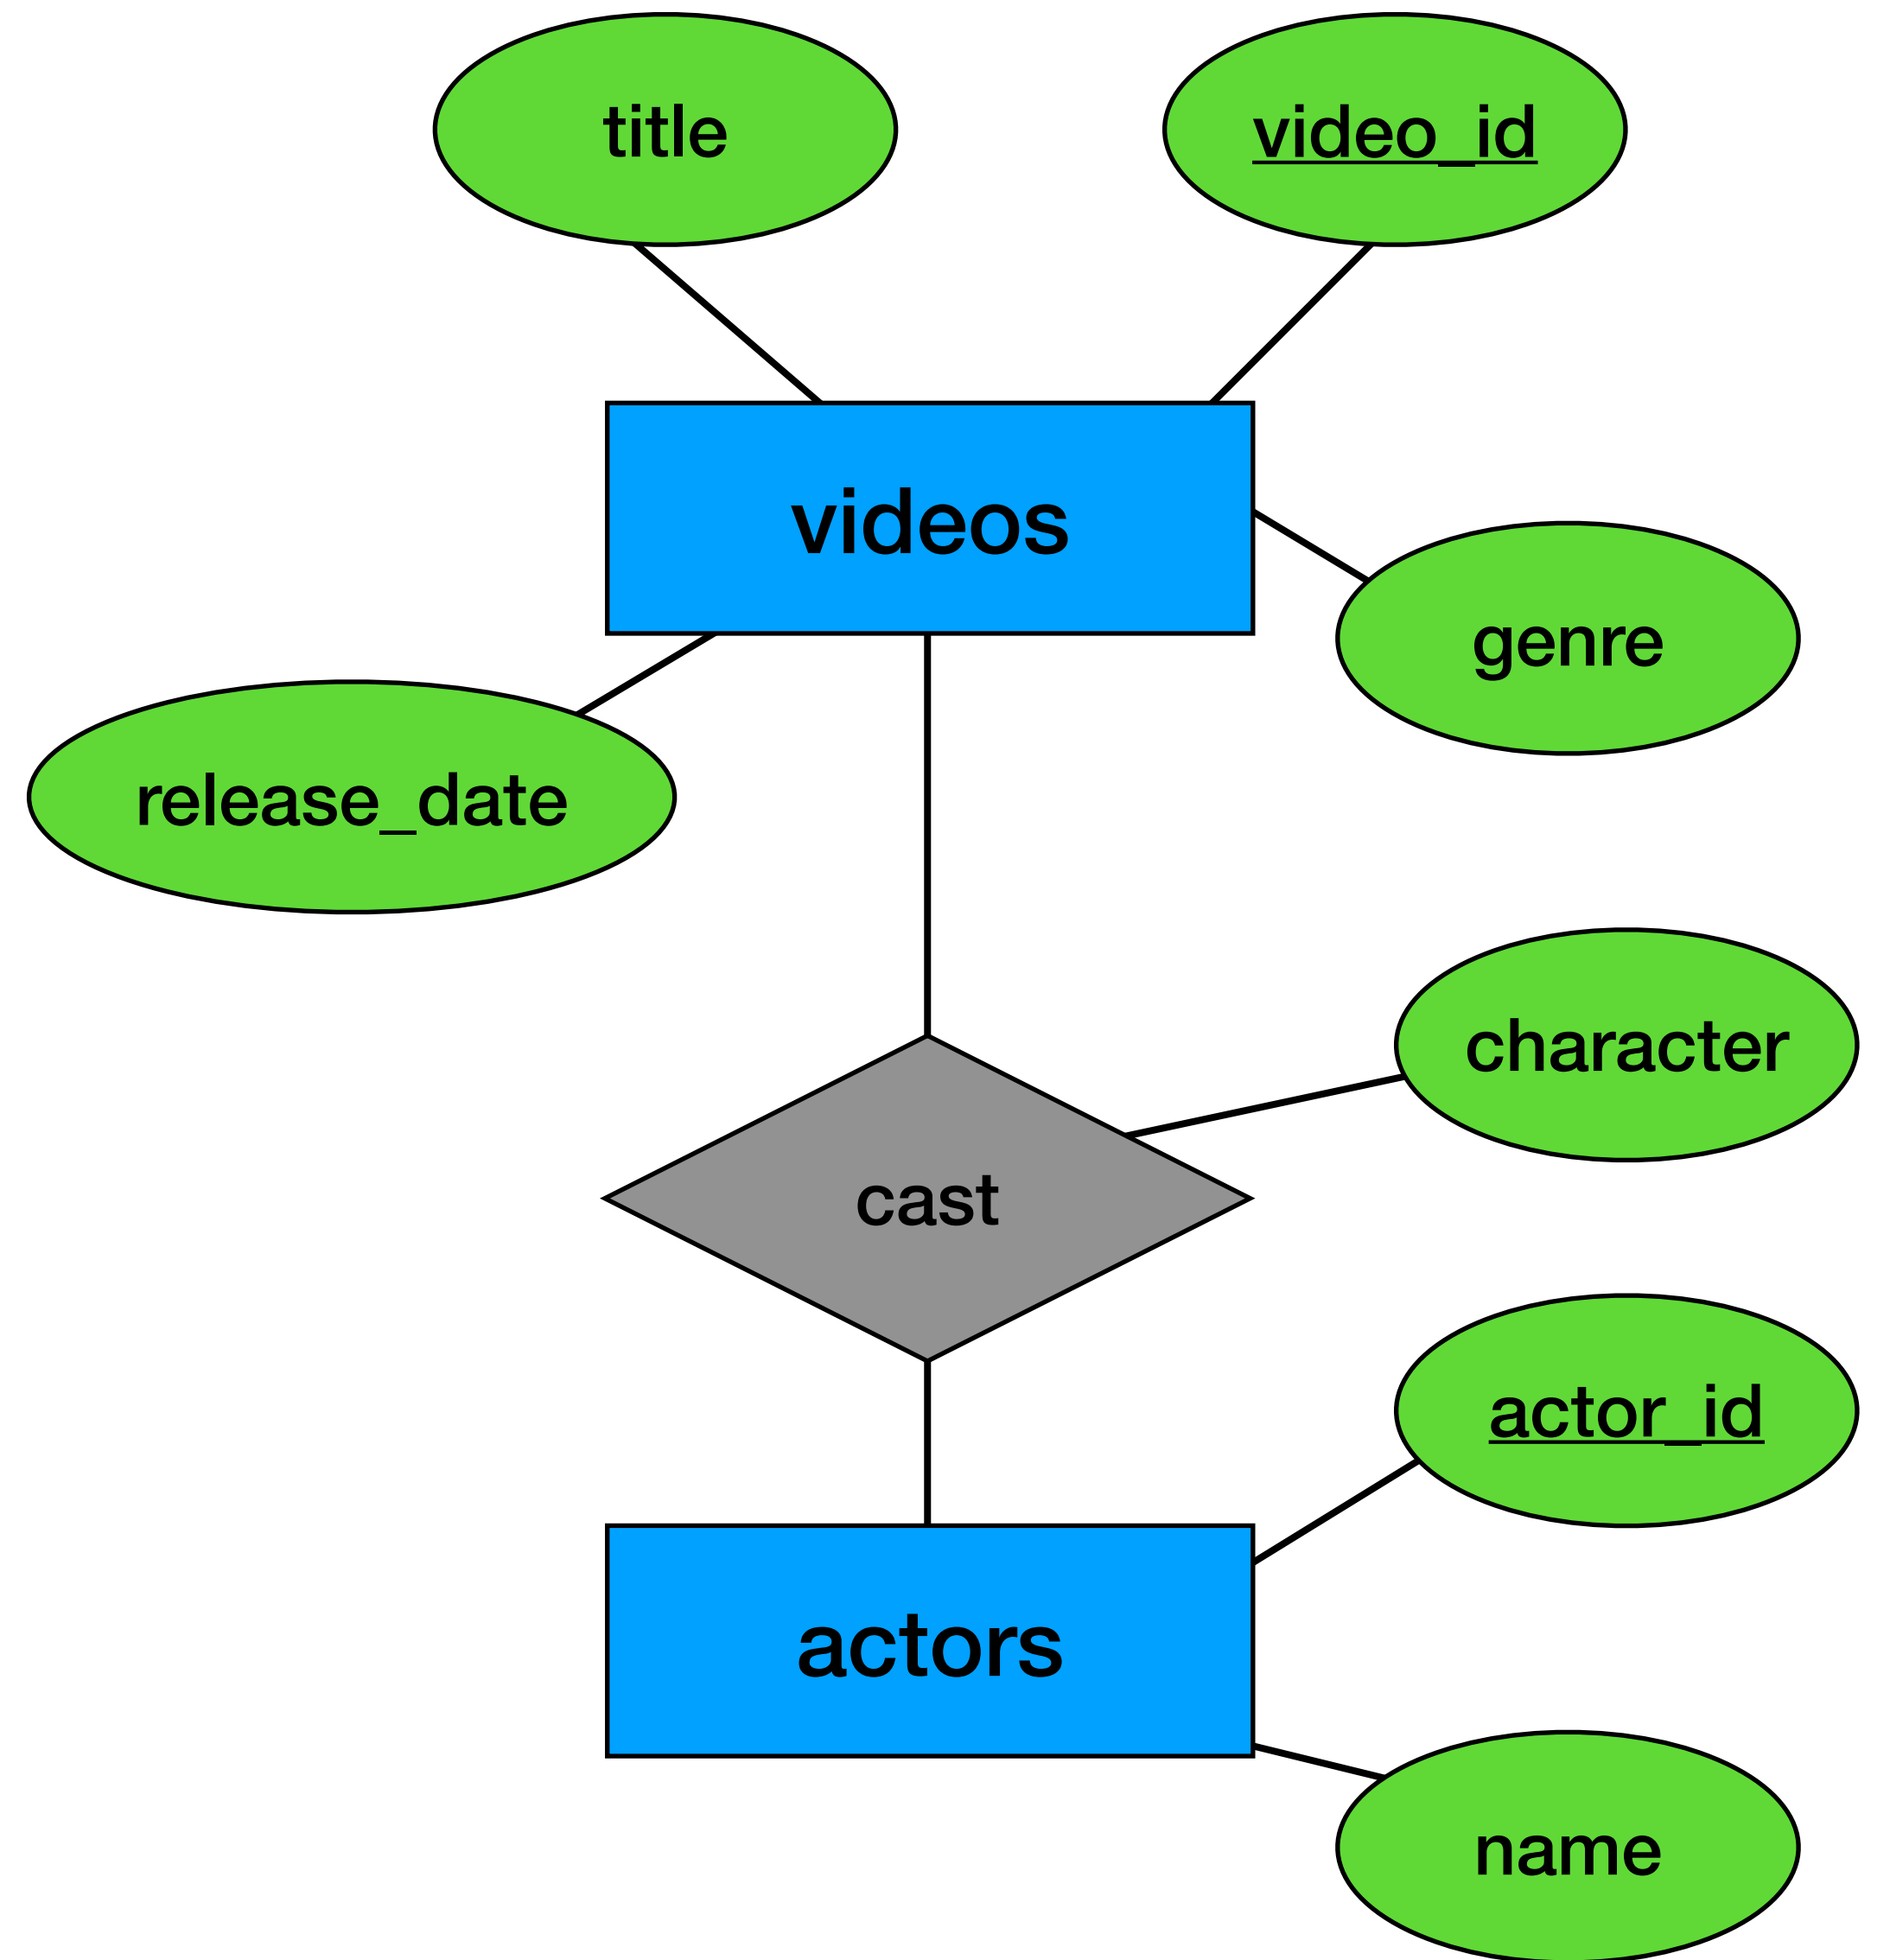 title
video_id
videos
genre
release_date
character
cast
actor_id
actors
name